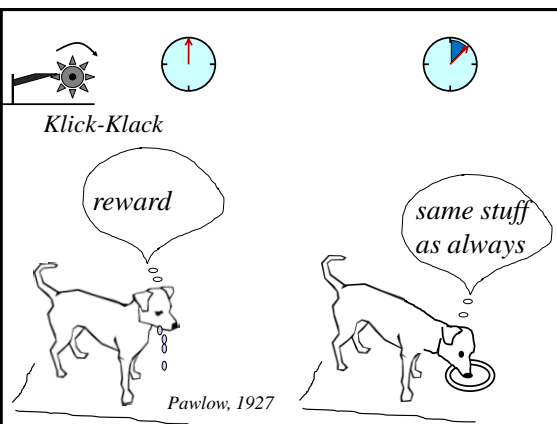 Klick-Klack
reward
same stuff
as always
Pawlow, 1927